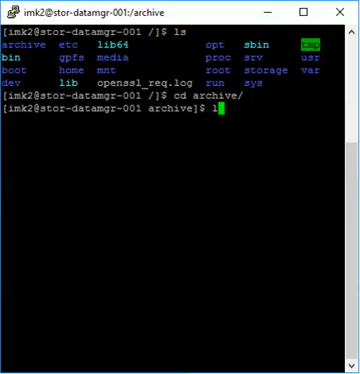 imk2@stor-datamgr-001:/archive
[imk2@stor-datamgr-001 /]$ ls
archive etc lib64 opt sbin tmp
bin gpfs media proc srv usr
boot home mnt root storage var
dev lib openssl_req.log run sys
[imk2@stor-datamgr-001 /]$ cd archive/
[imk2@stor-datamgr-001 archive]$ l